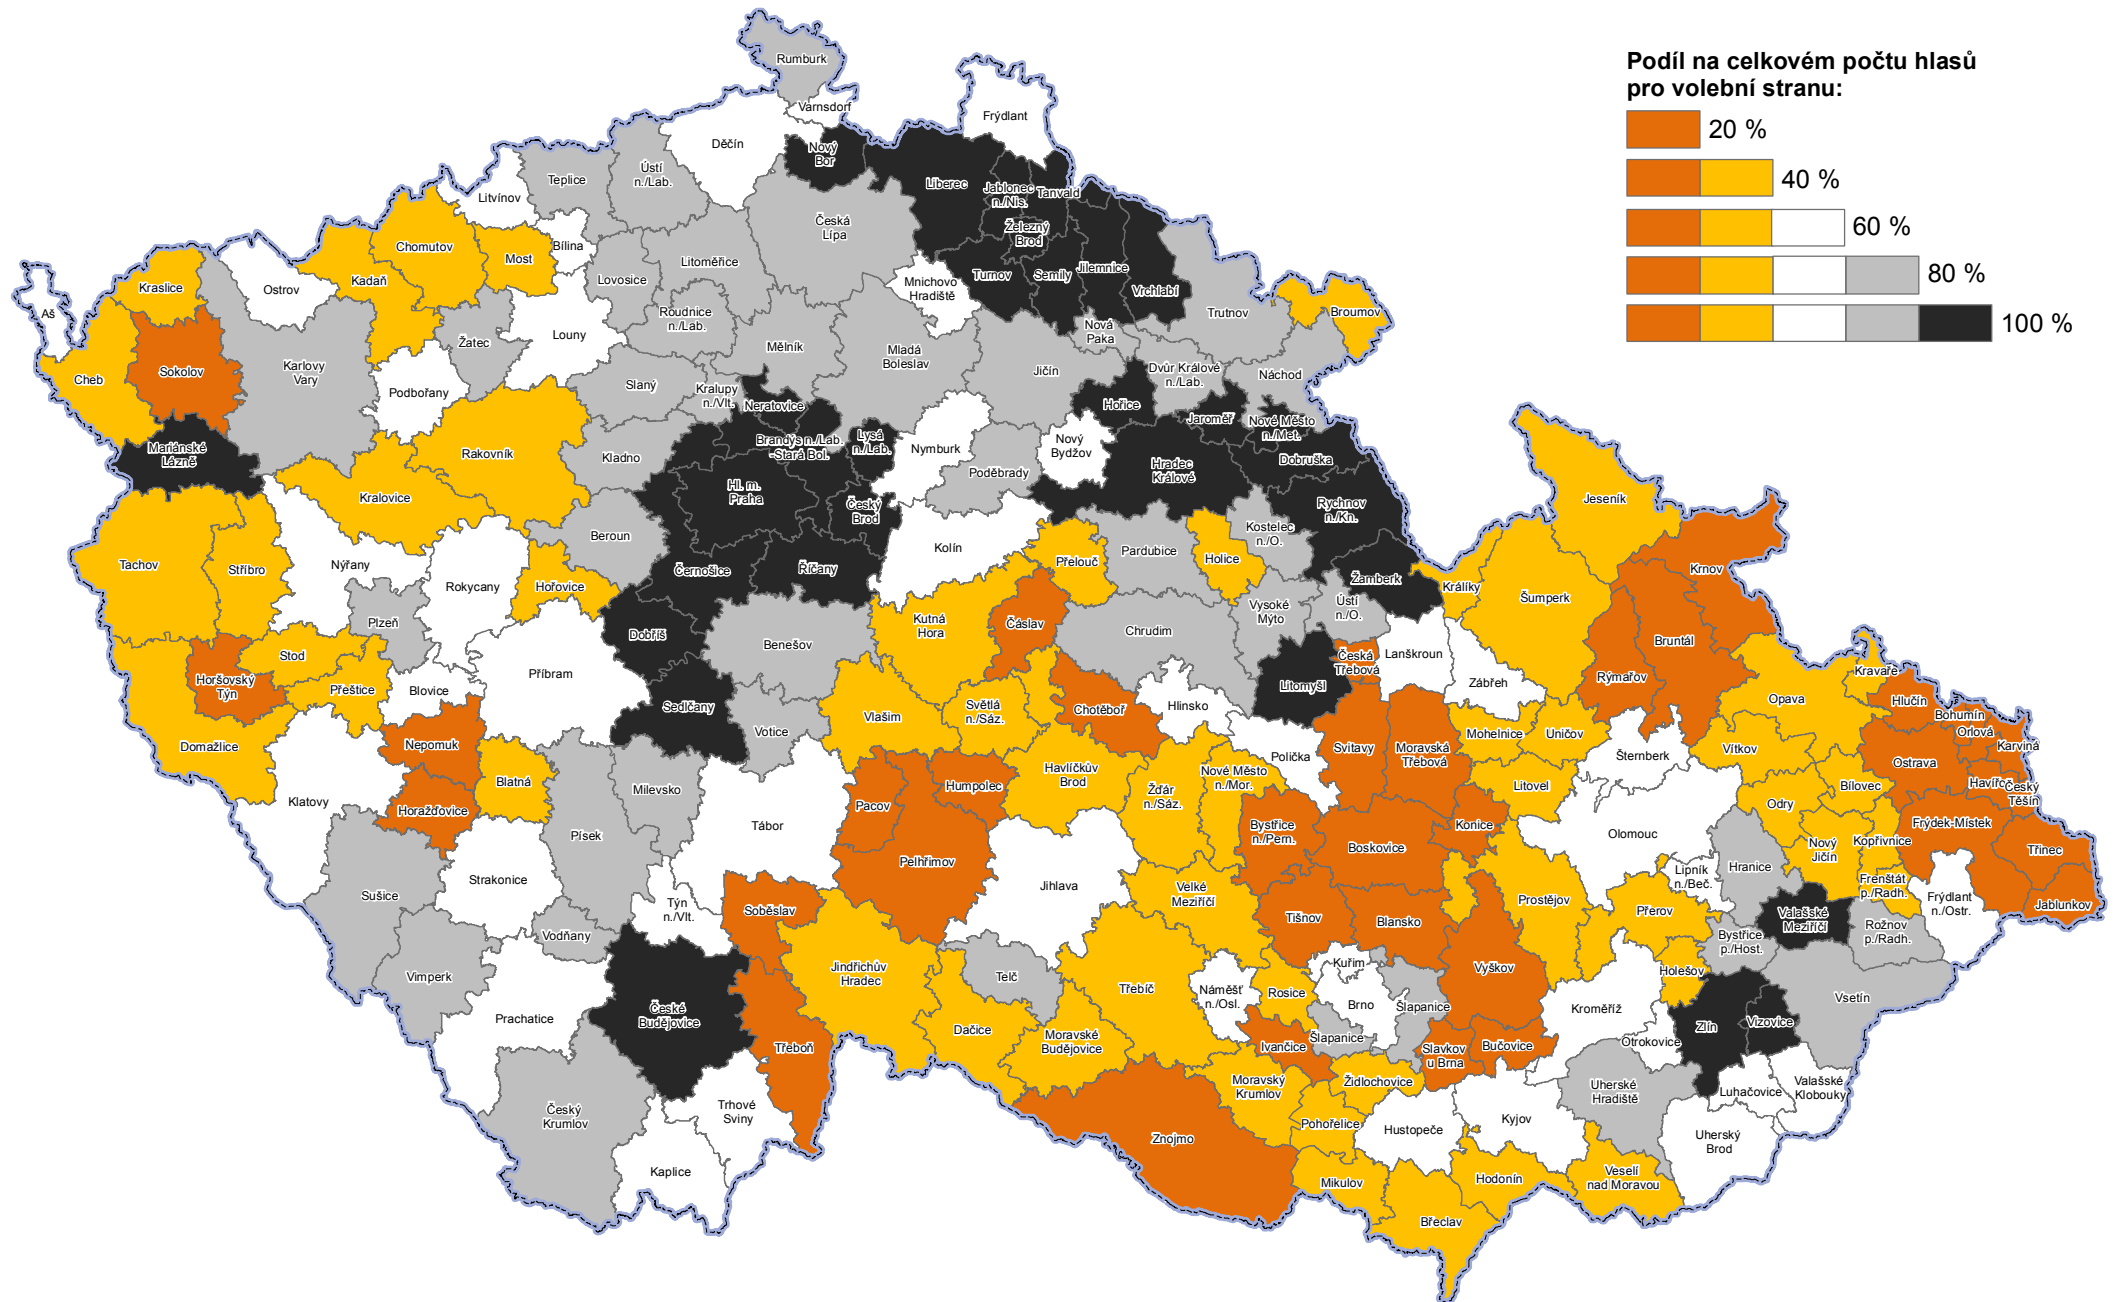 Podíl na celkovém počtu hlasů
pro volební stranu:
20 %
40 %
60 %
80 %
100 %
Rumburk
Varnsdorf
Frýdlant
Děčín
Nový
Bor
Ústí
n./Lab.
Teplice
Litvínov
Liberec
Jablonec
n./Nis.
Tanvald
Železný
Brod
Česká
Lípa
Chomutov
Most
Bílina
Litoměřice
Lovosice
Kadaň
Ostrov
Kraslice
Aš
Turnov
Semily
Jilemnice
Vrchlabí
Mnichovo
Hradiště
Roudnice
n./Lab.
Trutnov
Broumov
Nová
Paka
Louny
Žatec
Mělník
Mladá
Boleslav
Jičín
Dvůr Králové
n./Lab.
Náchod
Cheb
Sokolov
Karlovy
Vary
Podbořany
Slaný
Kralupy
n./Vlt.
Neratovice
Hořice
Jaroměř
Nové Město
n./Met.
Mariánské
Lázně
Rakovník
Kladno
Brandýs n./Lab.
-Stará Bol.
Lysá
n./Lab.
Nymburk
Poděbrady
Nový
Bydžov
Hradec
Králové
Dobruška
Kralovice
Hl. m.
Praha
Český
Brod
Rychnov
n./Kn.
Jeseník
Tachov
Stříbro
Nýřany
Rokycany
Beroun
Hořovice
Černošice
Říčany
Kolín
Přelouč
Pardubice
Holice
Kostelec
n./O.
Žamberk
Králíky
Šumperk
Krnov
Plzeň
Dobříš
Benešov
Kutná
Hora
Čáslav
Chrudim
Vysoké
Mýto
Ústí
n./O.
Bruntál
Stod
Horšovský
Týn
Přeštice
Blovice
Příbram
Sedlčany
Litomyšl
Česká
Třebová
Lanškroun
Zábřeh
Rýmařov
Kravaře
Opava
Hlučín
Bohumín
Orlová
Karviná
Domažlice
Nepomuk
Votice
Vlašim
Světlá
n./Sáz.
Chotěboř
Hlinsko
Polička
Svitavy
Moravská
Třebová
Mohelnice
Uničov
Šternberk
Vítkov
Ostrava
Havířov
Český
Těšín
Klatovy
Horažďovice
Blatná
Milevsko
Písek
Tábor
Pacov
Humpolec
Havlíčkův
Brod
Žďár
n./Sáz.
Nové Město
n./Mor.
Litovel
Odry
Bílovec
Bystřice
n./Pern.
Boskovice
Konice
Olomouc
Nový
Jičín
Kopřivnice
Frýdek-Místek
Třinec
Pelhřimov
Strakonice
Sušice
Jihlava
Velké
Meziříčí
Hranice
Lipník
n./Beč.
Frenštát
p./Radh.
Frýdlant
n./Ostr.
Jablunkov
Týn
n./Vlt.
Soběslav
Tišnov
Blansko
Prostějov
Přerov
Valašské
Meziříčí
Rožnov
p./Radh.
Vodňany
Bystřice
p./Host.
Vimperk
Jindřichův
Hradec
Telč
Třebíč
Náměšť
n./Osl.
Rosice
Kuřim
Brno
Šlapanice
Šlapanice
Vyškov
Holešov
Kroměříž
Vsetín
České
Budějovice
Prachatice
Třeboň
Dačice
Moravské
Budějovice
Ivančice
Slavkov
u Brna
Bučovice
Otrokovice
Zlín
Vizovice
Český
Krumlov
Trhové
Sviny
Moravský
Krumlov
Židlochovice
Uherské
Hradiště
Luhačovice
Valašské
Klobouky
Znojmo
Pohořelice
Hustopeče
Kyjov
Uherský
Brod
Kaplice
Mikulov
Hodonín
Veselí
nad Moravou
Břeclav